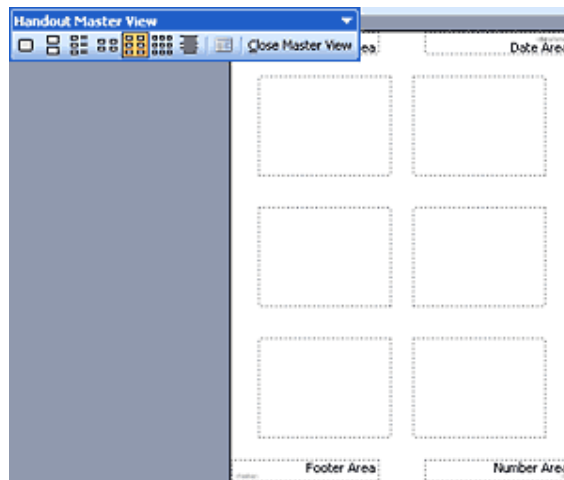 Handout Master View
Close Master View
Date Area
Footer Area
Number Area